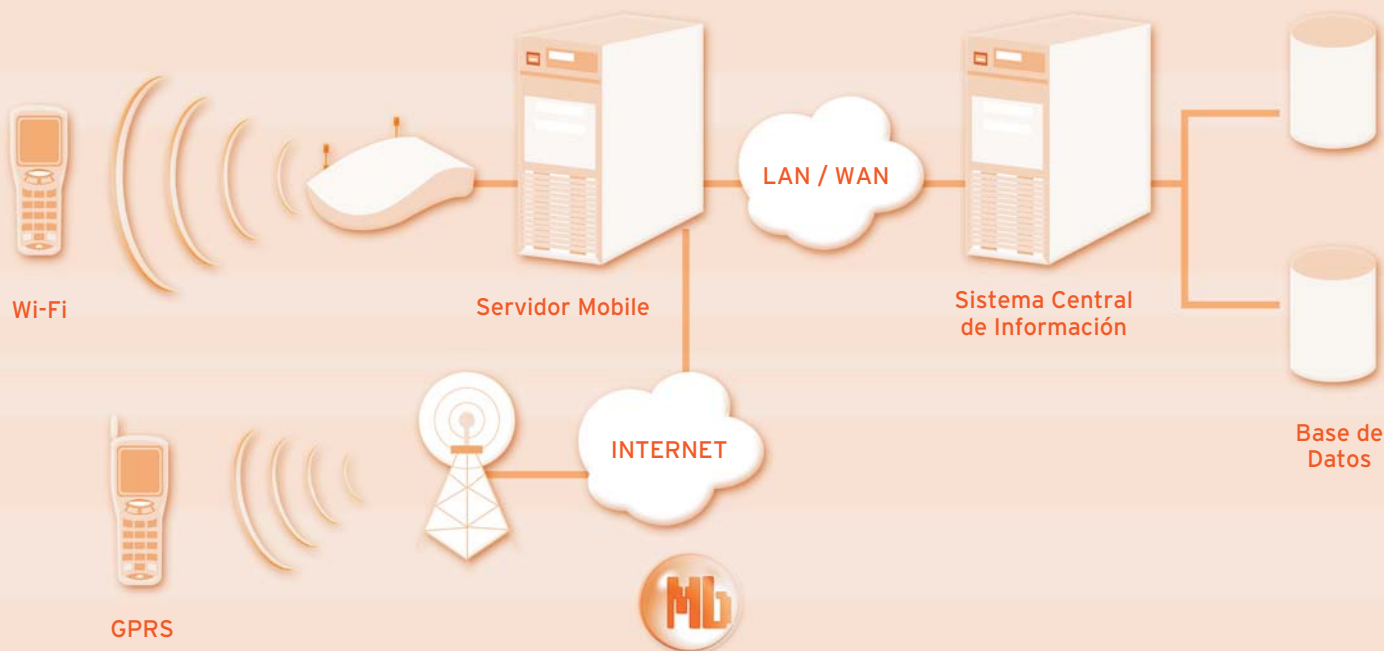 LAN / WAN
Wi-Fi
Servidor Mobile
Sistema Central
de Información
INTERNET
Base de
Datos
GPRS
Mb